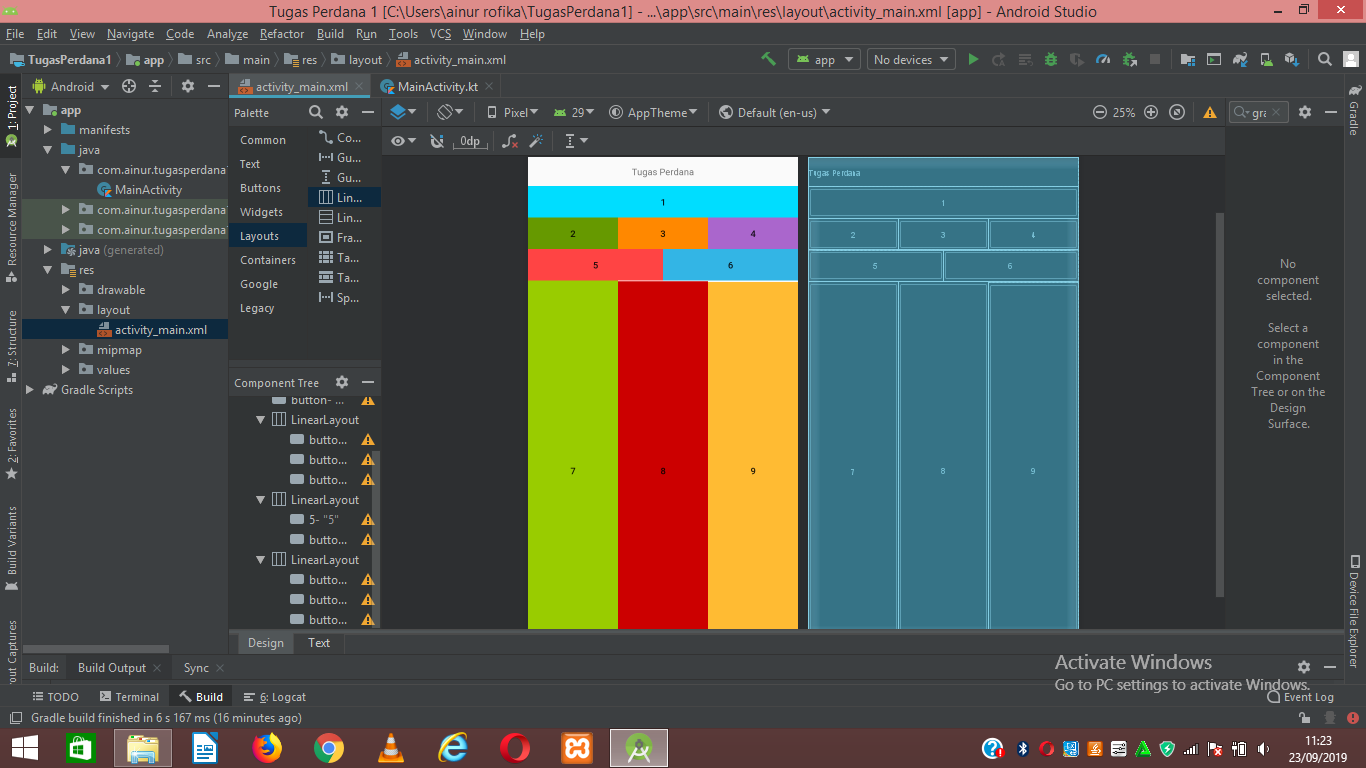 Tugas Perdana 1 [C:\Users\ainur rofika\TugasPerdana1] - ...\app\src\main\res\layout\activity_main.xml [app] - Android Studio
File Edit View Navigate Code Analyze Refactor Build Run Tools VCS Window Help
TugasPerdana1 app src main res layout activity_main.xml app No devices
1: Project
Resource Manager
7: Structure
2: Favorites
Build Variants
out Captures
Android
app
manifests
java
com.ainur.tugasperdana1
MainActivity
com.ainur.tugasperdana
com.ainur.tugasperdana
java (generated)
res
drawable
layout
activity_main.xml
mipmap
values
Gradle Scripts
activity_main.xml MainActivity.kt
Palette
Common
Text
Buttons
Widgets
Layouts
Containers
Google
Legacy
Co...
Gu...
Gu...
Lin...
Lin...
Fra...
Ta...
Ta...
Sp...
Component Tree
button- ...
LinearLayout
butto...
butto...
butto...
LinearLayout
5- "5"
butto...
LinearLayout
butto...
butto...
butto...
Pixel 29 AppTheme Default (en-us) 25%
0dp
Tugas Perdana
1
2 3 4
5 6
7 8 9
Tugas Perdana
1
2 3 4
5 6
7 8 9
gra
No
component
selected.
Select a
component
in the
Component
Tree or on the
Design
Surface.
Gradle
Device File Explorer
Design Text
Build: Build Output Sync
Activate Windows
Go to PC settings to activate Windows.
TODO Terminal Build 6: Logcat Event Log
Gradle build finished in 6 s 167 ms (16 minutes ago)
11:23
23/09/2019